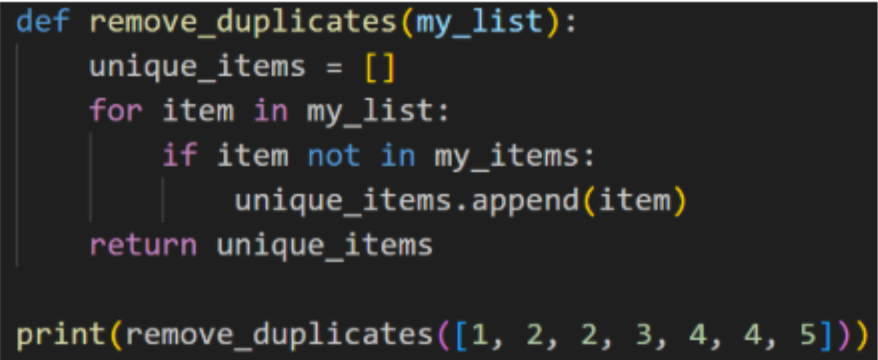 def remove_duplicates(my_list):
    unique_items = []
    for item in my_list:
        if item not in my_items:
            unique_items.append(item)
    return unique_items

print(remove_duplicates([1, 2, 2, 3, 4, 4, 5]))